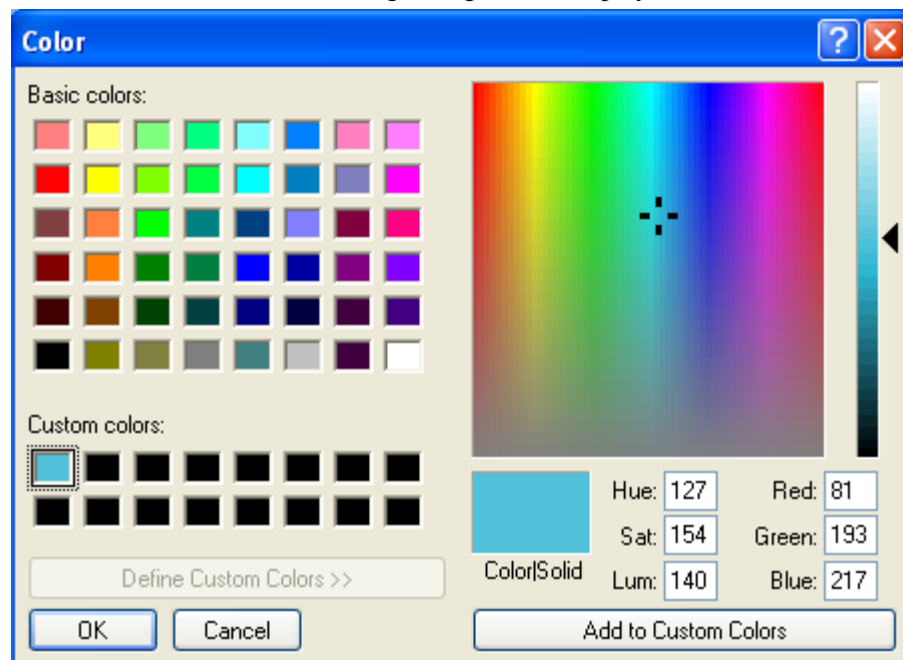 Color
Basic colors:
Custom colors:
Define Custom Colors >>
OK Cancel
Color|Solid
Hue: 127 Red: 81
Sat: 154 Green: 193
Lum: 140 Blue: 217
Add to Custom Colors